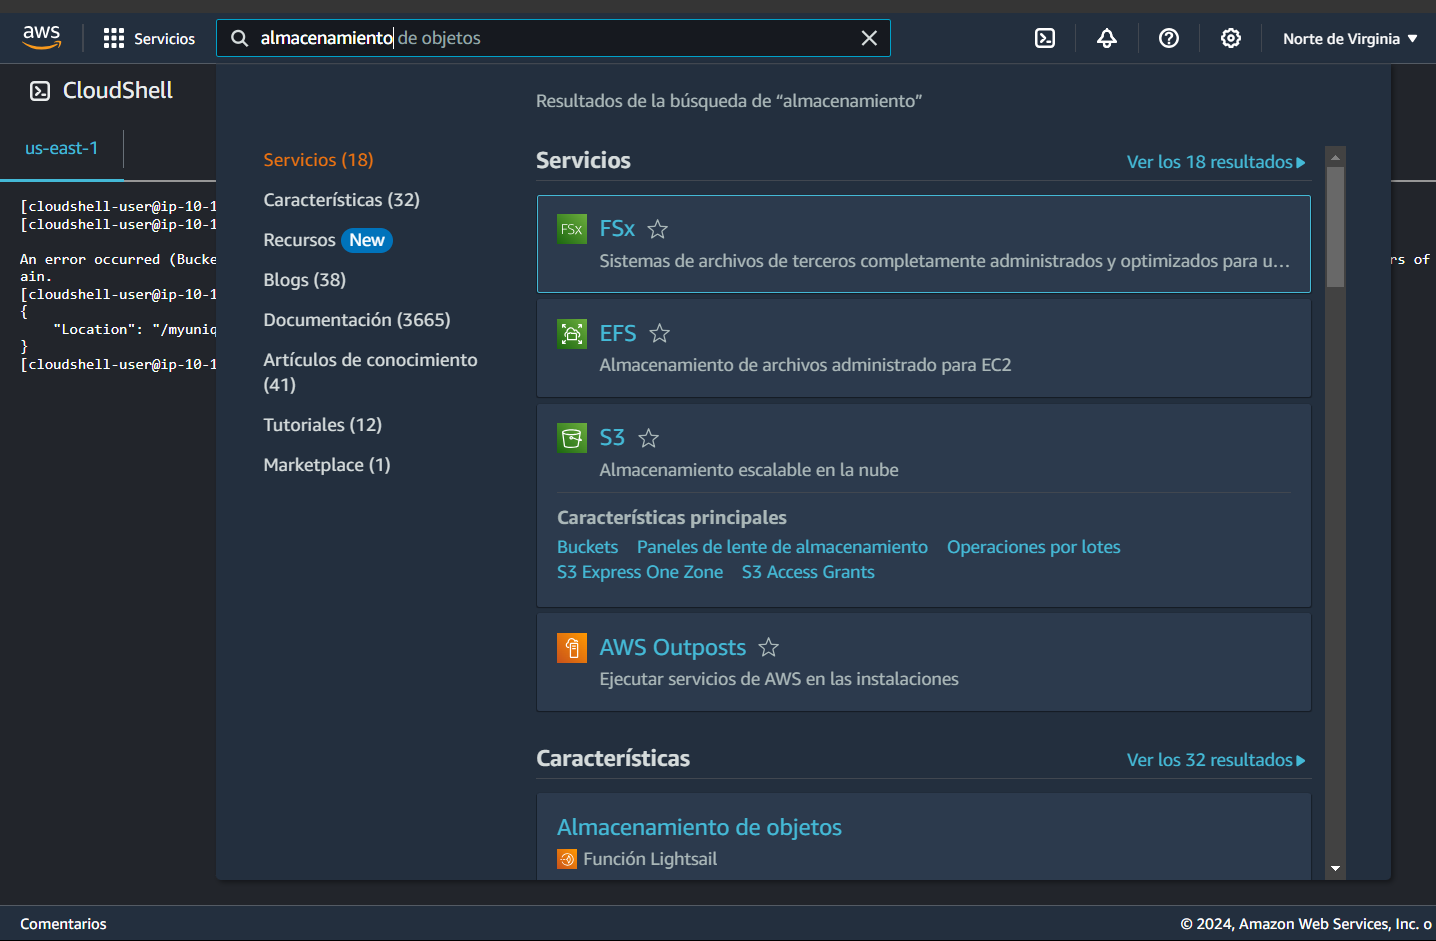 aws
Servicios
almacenamiento de objetos
Norte de Virginia
CloudShell
us-east-1
[cloudshell-user@ip-10-1
[cloudshell-user@ip-10-1
An error occurred (Bucke
rs of
ain.
[cloudshell-user@ip-10-1
{
"Location": "/myuniq
}
[cloudshell-user@ip-10-1
Resultados de la búsqueda de “almacenamiento”
Servicios (18)
Características (32)
Recursos New
Blogs (38)
Documentación (3665)
Artículos de conocimiento
(41)
Tutoriales (12)
Marketplace (1)
Servicios
Ver los 18 resultados
FSx
FSx
Sistemas de archivos de terceros completamente administrados y optimizados para u...
EFS
Almacenamiento de archivos administrado para EC2
S3
Almacenamiento escalable en la nube
Características principales
Buckets Paneles de lente de almacenamiento Operaciones por lotes
S3 Express One Zone S3 Access Grants
AWS Outposts
Ejecutar servicios de AWS en las instalaciones
Características
Ver los 32 resultados
Almacenamiento de objetos
Función Lightsail
Comentarios
© 2024, Amazon Web Services, Inc. o